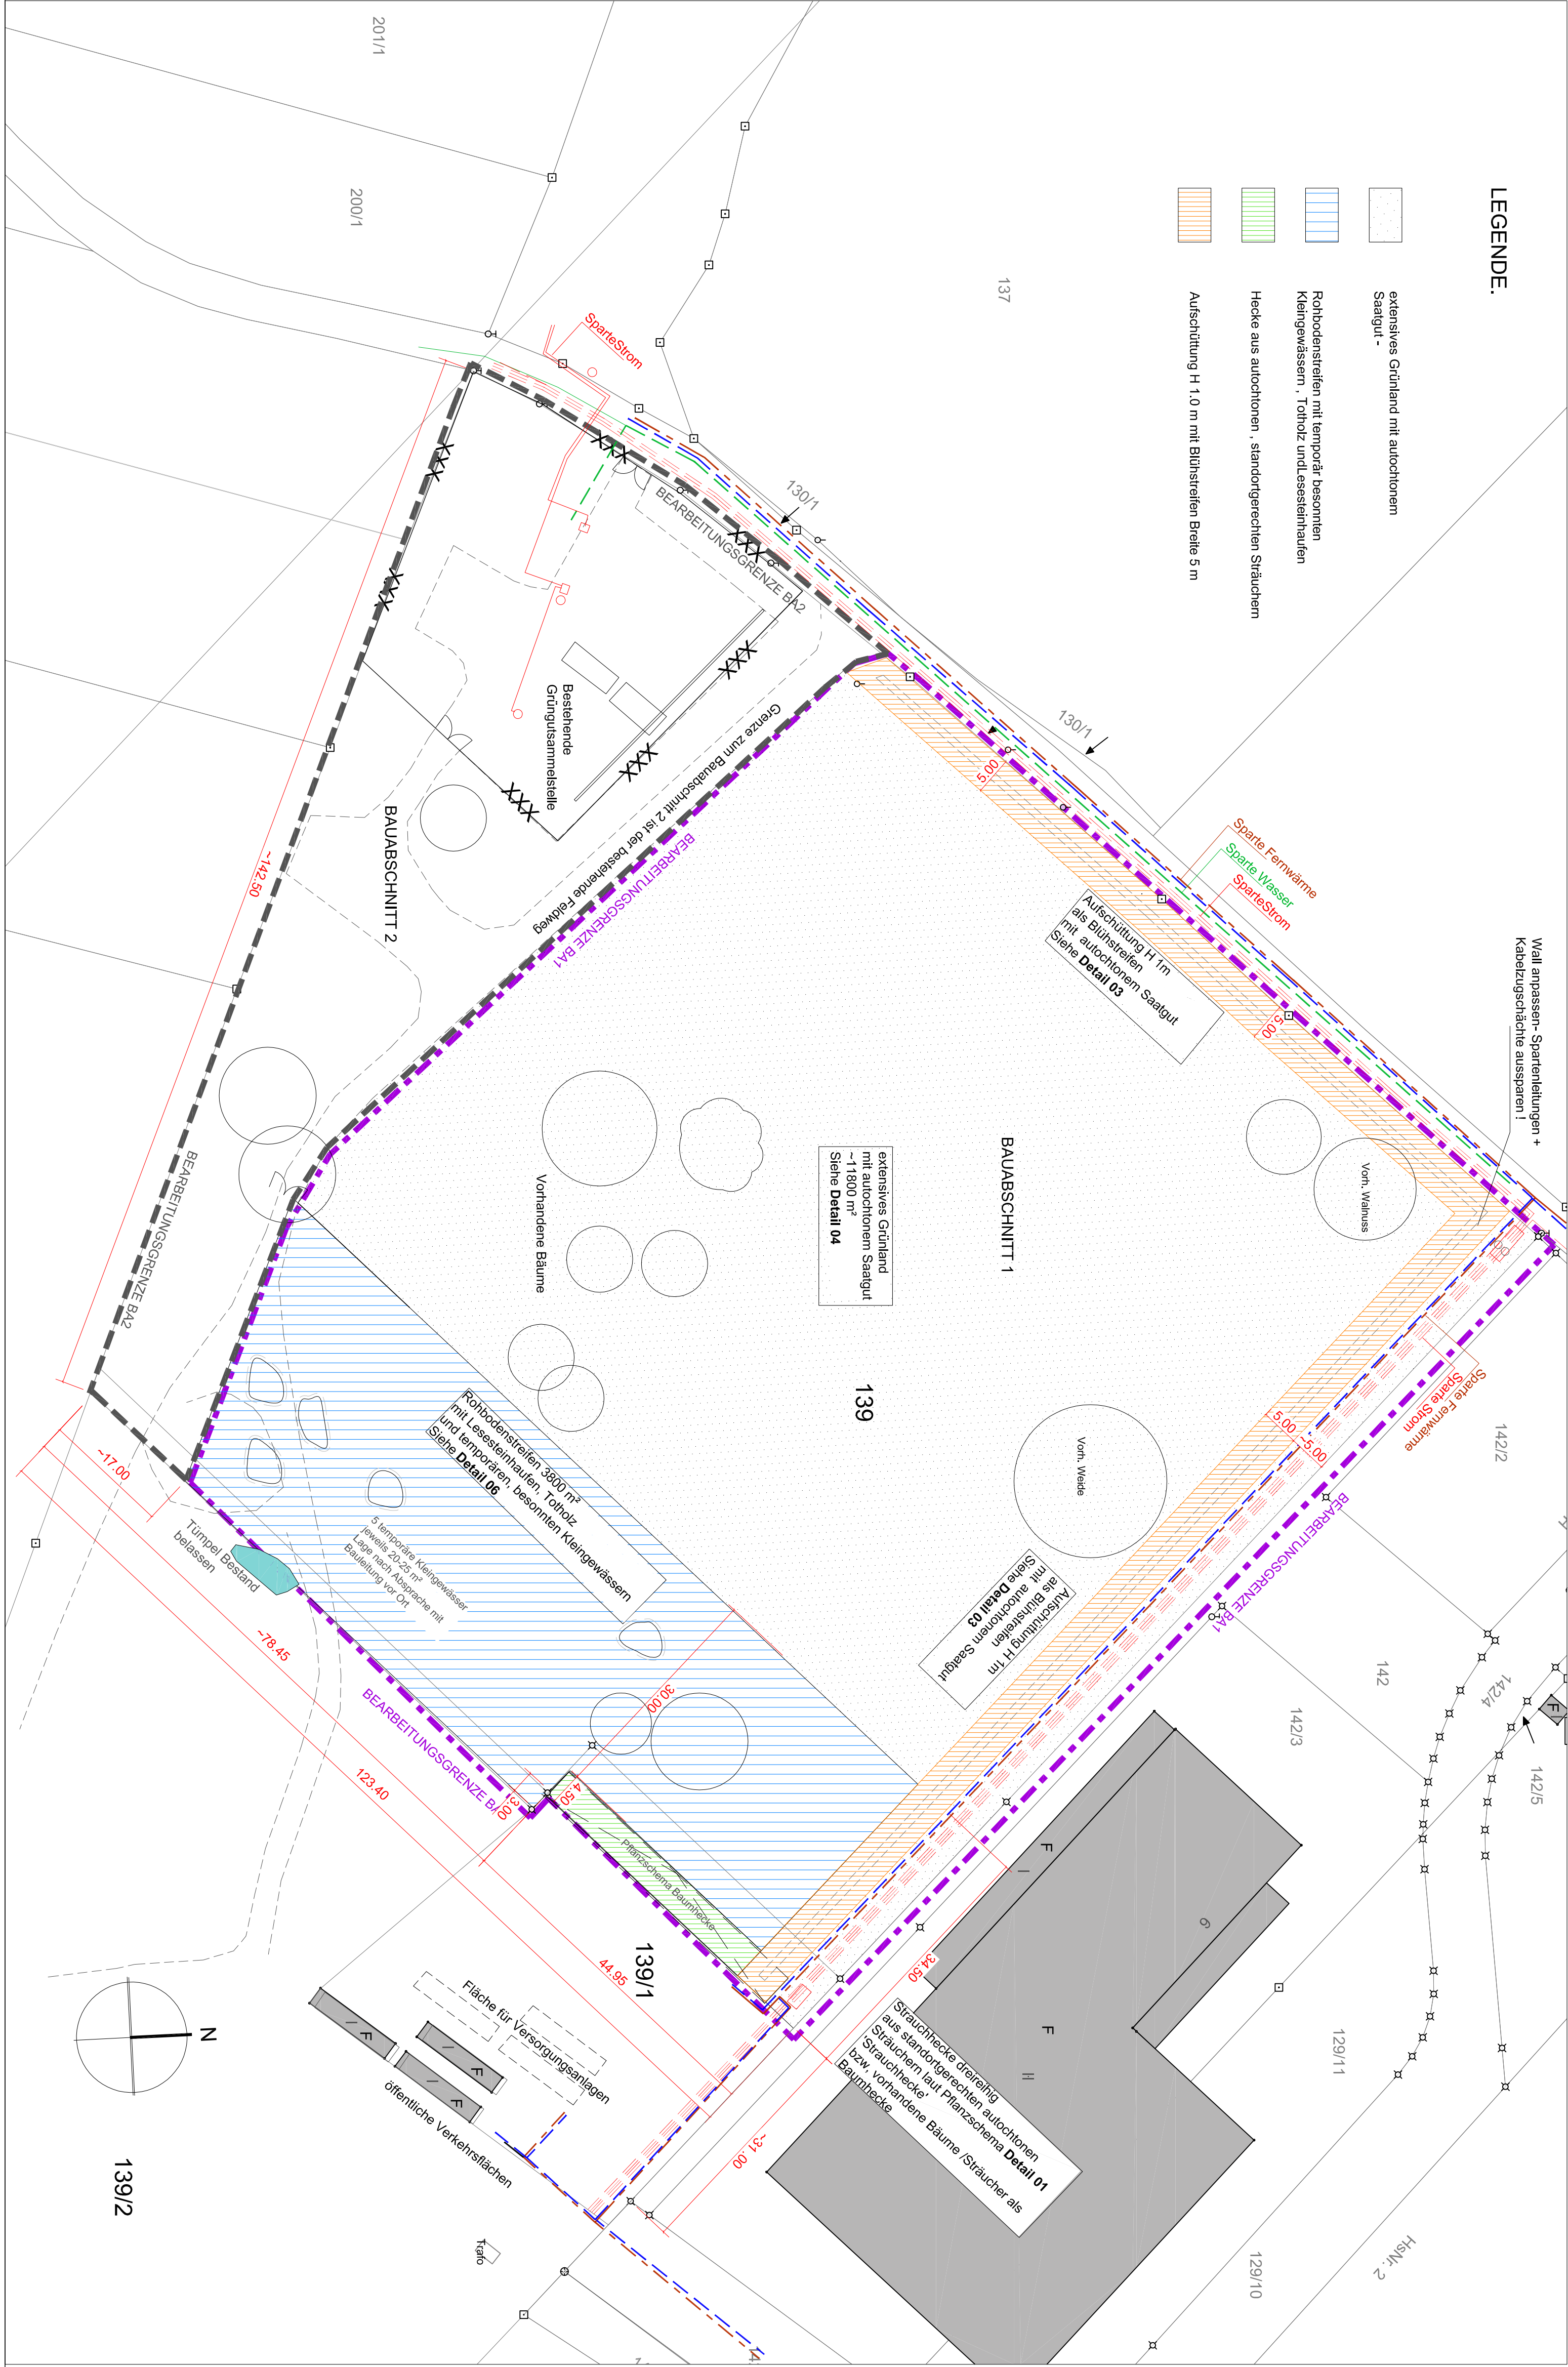 LEGENDE.
extensives Grünland mit autochtonem
Saatgut -
Rohbodenstreifen mit temporär besonnten
Kleingewässern , Totholz undLesesteinhaufen
Hecke aus autochtonen , standortgerechten Sträuchern
Aufschüttung H 1.0 m mit Blühstreifen Breite 5 m
201/1
200/1
137
130/1
130/1
SparteStrom
BEARBEITUNGSGRENZE BA2
Bestehende
Grüngutsammelstelle
XXX
XXX
XXX
XXX
XXX
XXX
XXX
BAUABSCHNITT 2
~142.50
Grenze zum Bauabschnitt 2 ist der bestehende Feldweg
BEARBEITUNGSGRENZE BA1
5.00
Sparte Fernwärme
Sparte Wasser
SparteStrom
Aufschüttung H 1m
als Blühstreifen
mit autochtonem Saatgut
Siehe Detail 03
5.00
Wall anpassen- Spartenleitungen +
Kabelzugschächte aussparen !
Vorh. Walnuss
BAUABSCHNITT 1
extensives Grünland
mit autochtonem Saatgut
~11800 m²
Siehe Detail 04
Vorhandene Bäume
139
Vorh. Weide
BEARBEITUNGSGRENZE BA2
Sparte Fernwärme
Sparte Strom
5.00
~5.00
BEARBEITUNGSGRENZE BA1
142/2
142
142/3
142/4
142/5
F
Rohbodenstreifen 3800 m²
mit Lesesteinhaufen, Totholz
und temporären, besonnten Kleingewässern
Siehe Detail 06
5 temporäre Kleingewässer
jeweils 20-25 m²
Lage nach Absprache mit
Bauleitung vor Ort
Tümpel Bestand
belassen
~17.00
~78.45
123.40
44.95
BEARBEITUNGSGRENZE
30.00
4.50
3.00
Aufschüttung H 1m
als Blühstreifen
mit autochtonem Saatgut
Siehe Detail 03
Pflanzschema Baumhecke
139/1
34.50
~31.00
F
I
6
F
II
Strauchhecke dreireihig
aus standortgerechten autochtonen
Sträuchern laut Pflanzschema Detail 01
'Strauchhecke'
bzw. vorhandene Bäume /Sträucher als
Baumhecke
Fläche für Versorgungsanlagen
öffentliche Verkehrsflächen
I F
I F
I F
N
139/2
Trafo
129/11
129/10
HsNr. 2